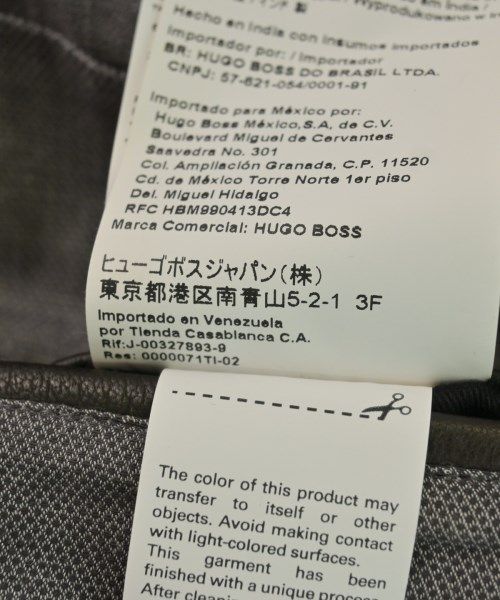 Hecho en India con insumos importados
Importador por: / Importador
BR: HUGO BOSS DO BRASIL LTDA.
CNPJ: 57-621-054/0001-91
Importado para México por:
Hugo Boss México,S.A, de C.V.
Boulevard Miguel de Cervantes
Saavedra No. 301
Col. Ampliación Granada, C.P. 11520
Cd. de México Torre Norte 1er piso
Del. Miguel Hidalgo
RFC HBM990413DC4
Marca Comercial: HUGO BOSS
ヒューゴボスジャパン(株)
東京都港区南青山5-2-1 3F
Importado en Venezuela
por Tienda Casablanca C.A.
Rif:J-00327893-9
Res: 0000071TI-02
The color of this product may
transfer to itself or other
objects. Avoid making contact
with light-colored surfaces.
This garment has been
finished with a unique process
After